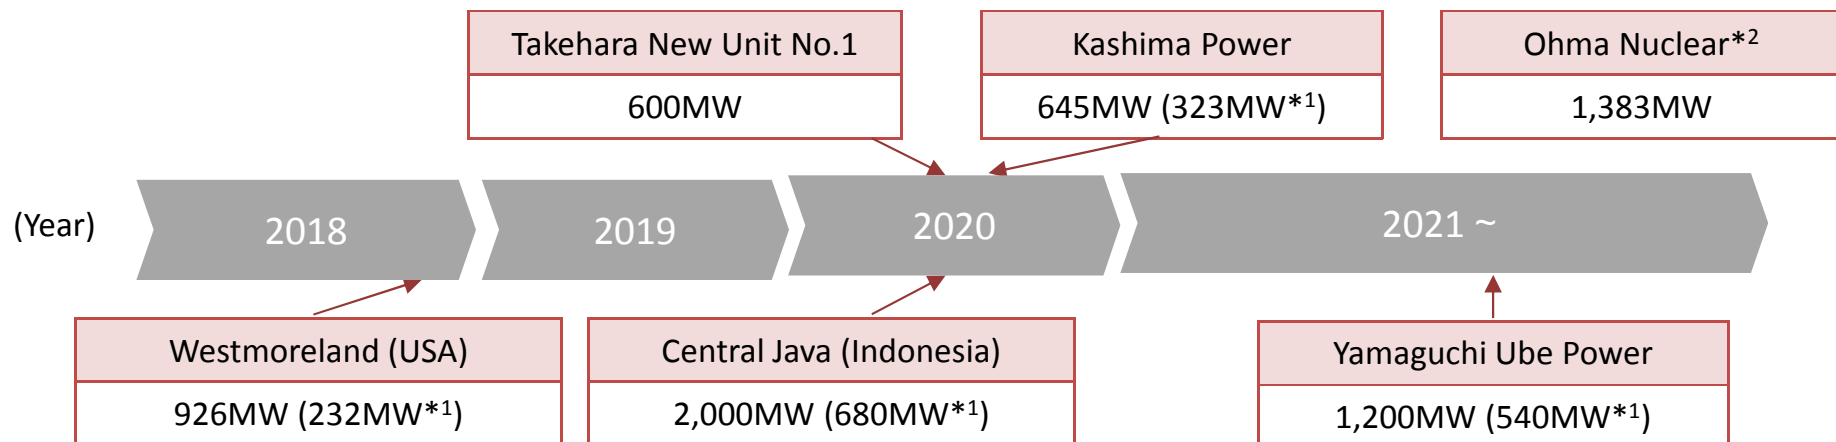 Takehara New Unit No.1
600MW
Kashima Power
645MW (323MW*1)
Ohma Nuclear*2
1,383MW
(Year)
2018
2019
2020
2021 ~
Westmoreland (USA)
926MW (232MW*1)
Central Java (Indonesia)
2,000MW (680MW*1)
Yamaguchi Ube Power
1,200MW (540MW*1)